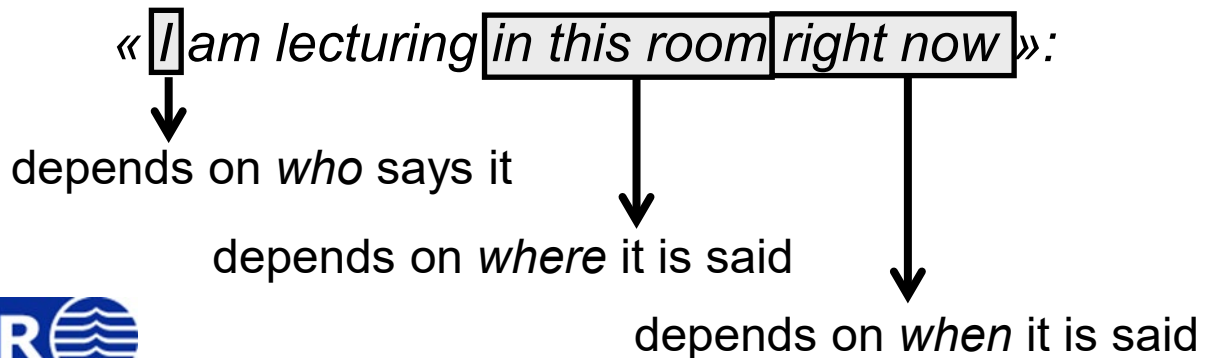 « I am lecturing in this room right now »:
depends on who says it
depends on where it is said
depends on when it is said
R